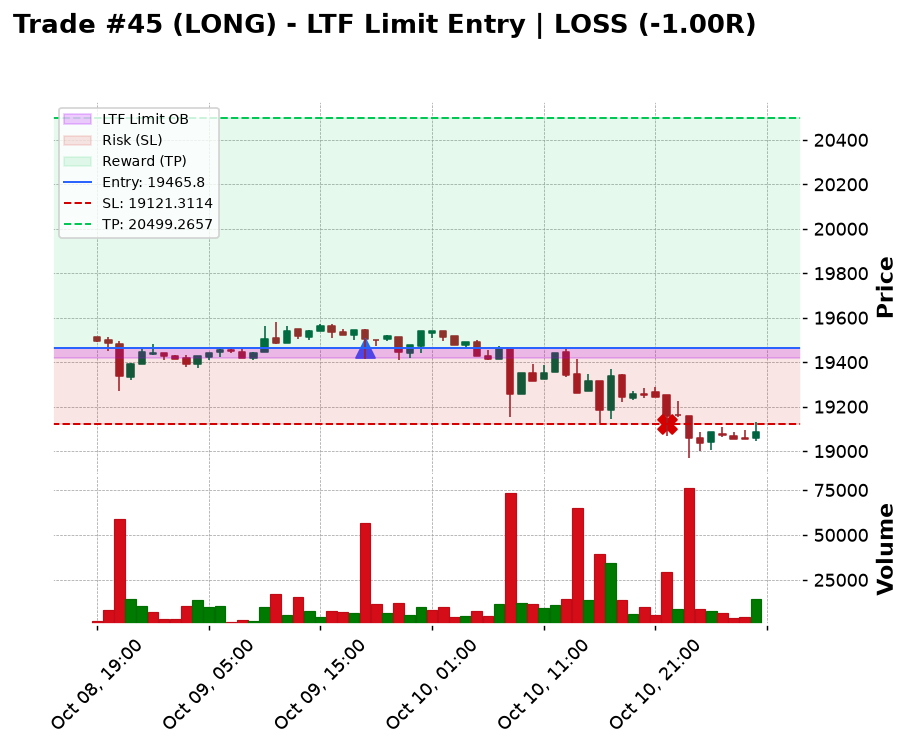 Trade #45 (LONG) - LTF Limit Entry | LOSS (-1.00R)
LTF Limit OB
Risk (SL)
Reward (TP)
Entry: 19465.8
SL: 19121.3114
TP: 20499.2657
20400
20200
20000
19800
19600
19400
19200
19000
Price
75000
50000
25000
Volume
Oct 08, 19:00
Oct 09, 05:00
Oct 09, 15:00
Oct 10, 01:00
Oct 10, 11:00
Oct 10, 21:00